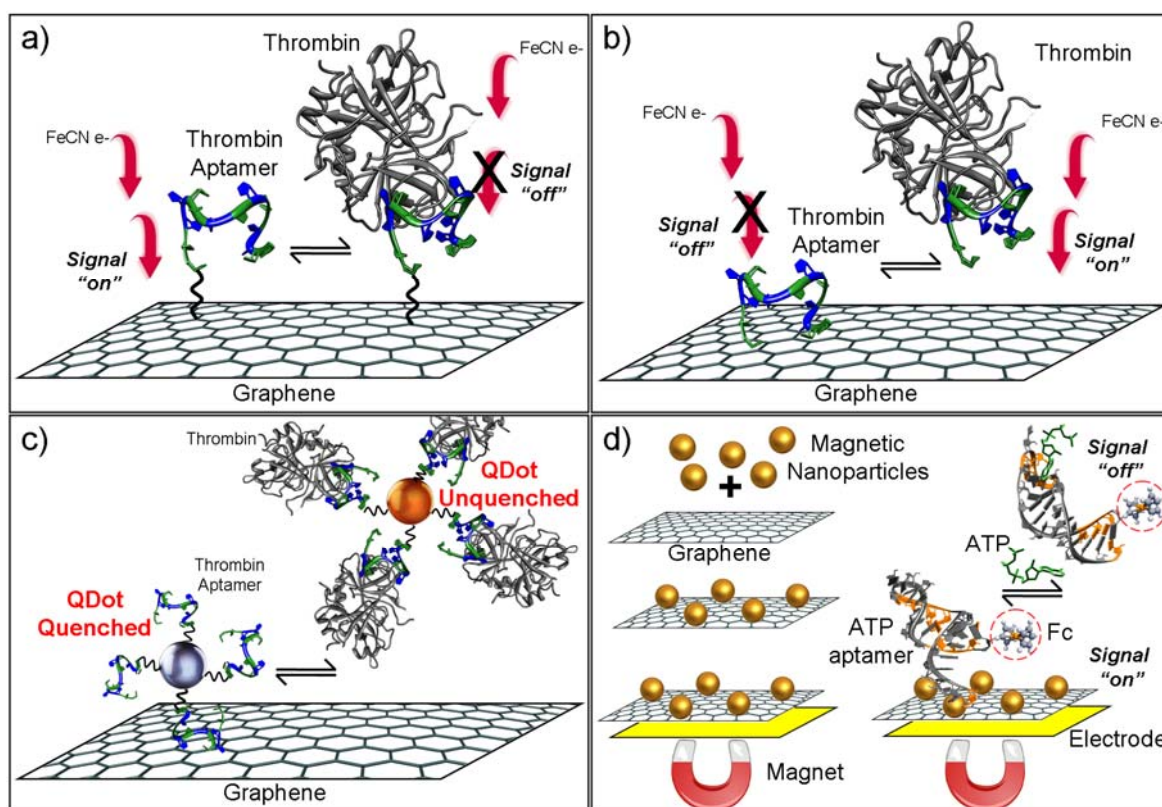 a)
Thrombin
FeCN e-
FeCN e-
Thrombin
Aptamer
X
Signal
"off"
Signal
"on"
Graphene
b)
Thrombin
FeCN e-
FeCN e-
X
Signal
"off"
Thrombin
Aptamer
Signal
"on"
Graphene
c)
Thrombin
QDot
Unquenched
Thrombin
Aptamer
QDot
Quenched
Graphene
d)
Magnetic
Nanoparticles
+
Graphene
Signal
"off"
ATP
ATP
aptamer
Fc
Signal
"on"
Electrode
Magnet